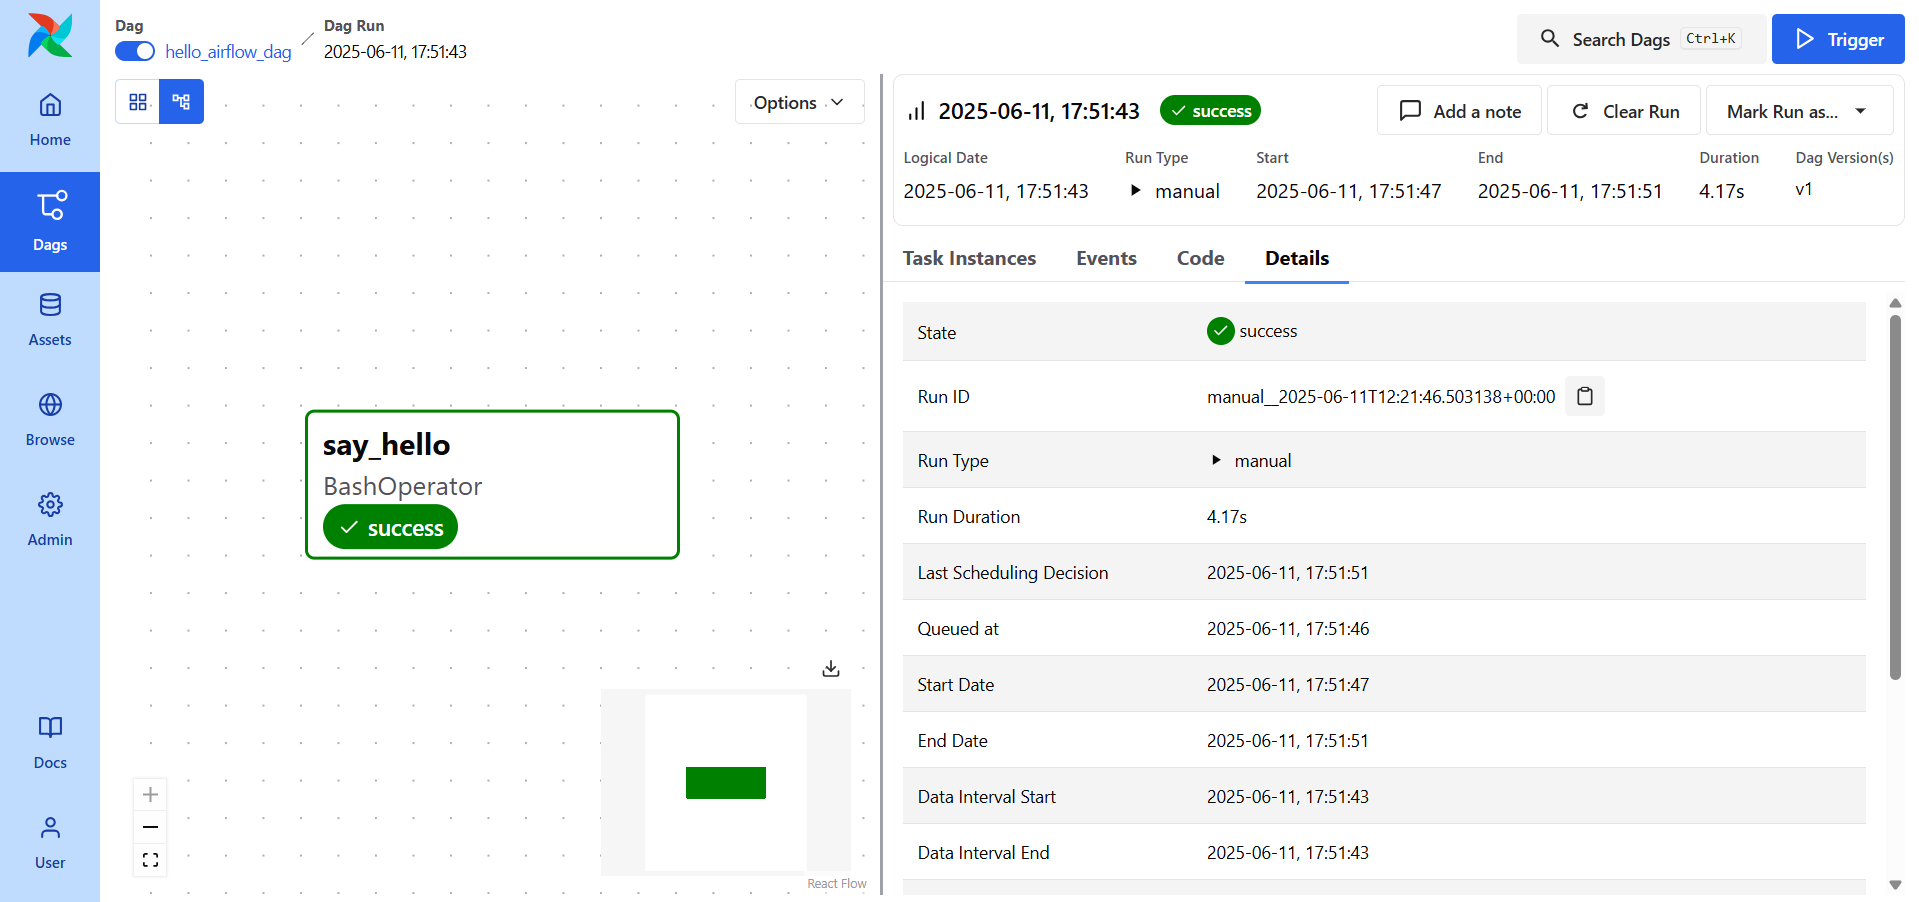 Dag
hello_airflow_dag
Dag Run
2025-06-11, 17:51:43
Search Dags Ctrl+K
Trigger
Home
Dags
Assets
Browse
Admin
Docs
User
Options
say_hello
BashOperator
success
React Flow
2025-06-11, 17:51:43 success
Add a note
Clear Run
Mark Run as...
Logical Date Run Type Start End Duration Dag Version(s)
2025-06-11, 17:51:43 manual 2025-06-11, 17:51:47 2025-06-11, 17:51:51 4.17s v1
Task Instances Events Code Details
State success
Run ID manual__2025-06-11T12:21:46.503138+00:00
Run Type manual
Run Duration 4.17s
Last Scheduling Decision 2025-06-11, 17:51:51
Queued at 2025-06-11, 17:51:46
Start Date 2025-06-11, 17:51:47
End Date 2025-06-11, 17:51:51
Data Interval Start 2025-06-11, 17:51:43
Data Interval End 2025-06-11, 17:51:43